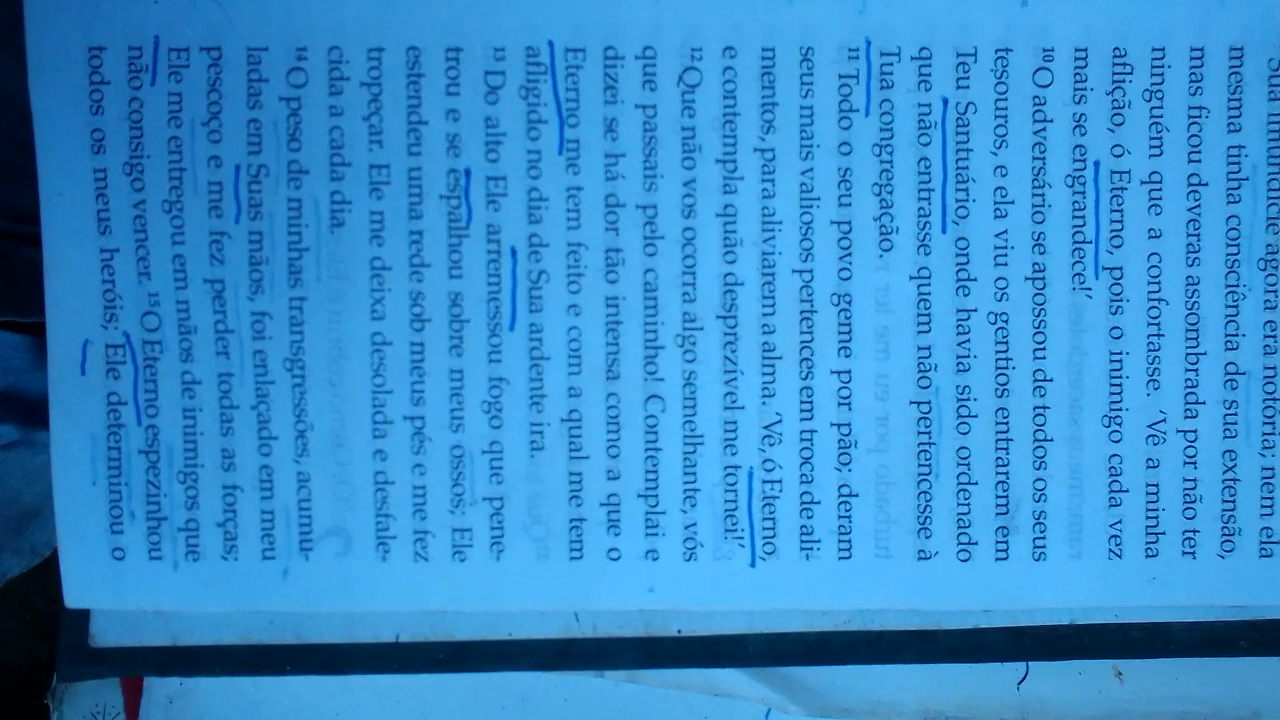 Sua imundície agora era notória; nem ela
mesma tinha consciência de sua extensão,
mas ficou deveras assombrada por não ter
ninguém que a confortasse. ‘Vê a minha
aflição, ó Eterno, pois o inimigo cada vez
mais se engrandece!’
¹⁰O adversário se apossou de todos os seus
tesouros, e ela viu os gentios entrarem em
Teu Santuário, onde havia sido ordenado
que não entrasse quem não pertencesse à
Tua congregação.
¹¹Todo o seu povo geme por pão; deram
seus mais valiosos pertences em troca de ali-
mentos, para aliviarem a alma. ‘Vê, ó Eterno,
e contempla quão desprezível me tornei!’
¹²Que não vos ocorra algo semelhante, vós
que passais pelo caminho! Contemplai e
dizei se há dor tão intensa como a que o
Eterno me tem feito e com a qual me tem
afligido no dia de Sua ardente ira.
¹³Do alto Ele arremessou fogo que pene-
trou e se espalhou sobre meus ossos; Ele
estendeu uma rede sob meus pés e me fez
tropeçar. Ele me deixa desolada e desfale-
cida a cada dia.
¹⁴O peso de minhas transgressões, acumu-
ladas em Suas mãos, foi enlaçado em meu
pescoço e me fez perder todas as forças;
Ele me entregou em mãos de inimigos que
não consigo vencer. ¹⁵O Eterno espezinhou
todos os meus heróis; Ele determinou o